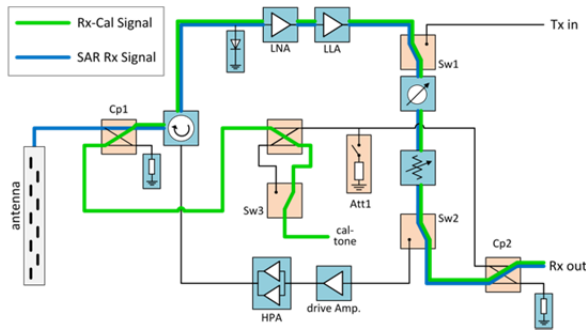 Rx-Cal Signal
SAR Rx Signal
LNA
LLA
Tx in
Sw1
Cp1
antenna
Sw3
Att1
cal-
tone
Sw2
Cp2
Rx out
HPA
drive Amp.